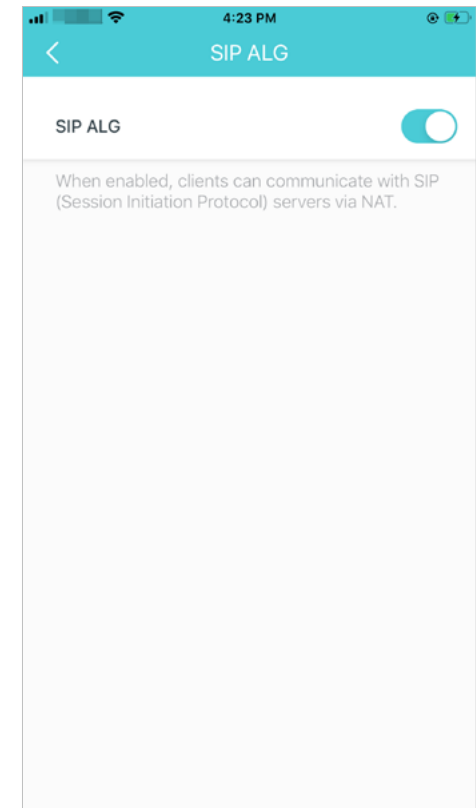 4:23 PM
SIP ALG
SIP ALG
When enabled, clients can communicate with SIP
(Session Initiation Protocol) servers via NAT.